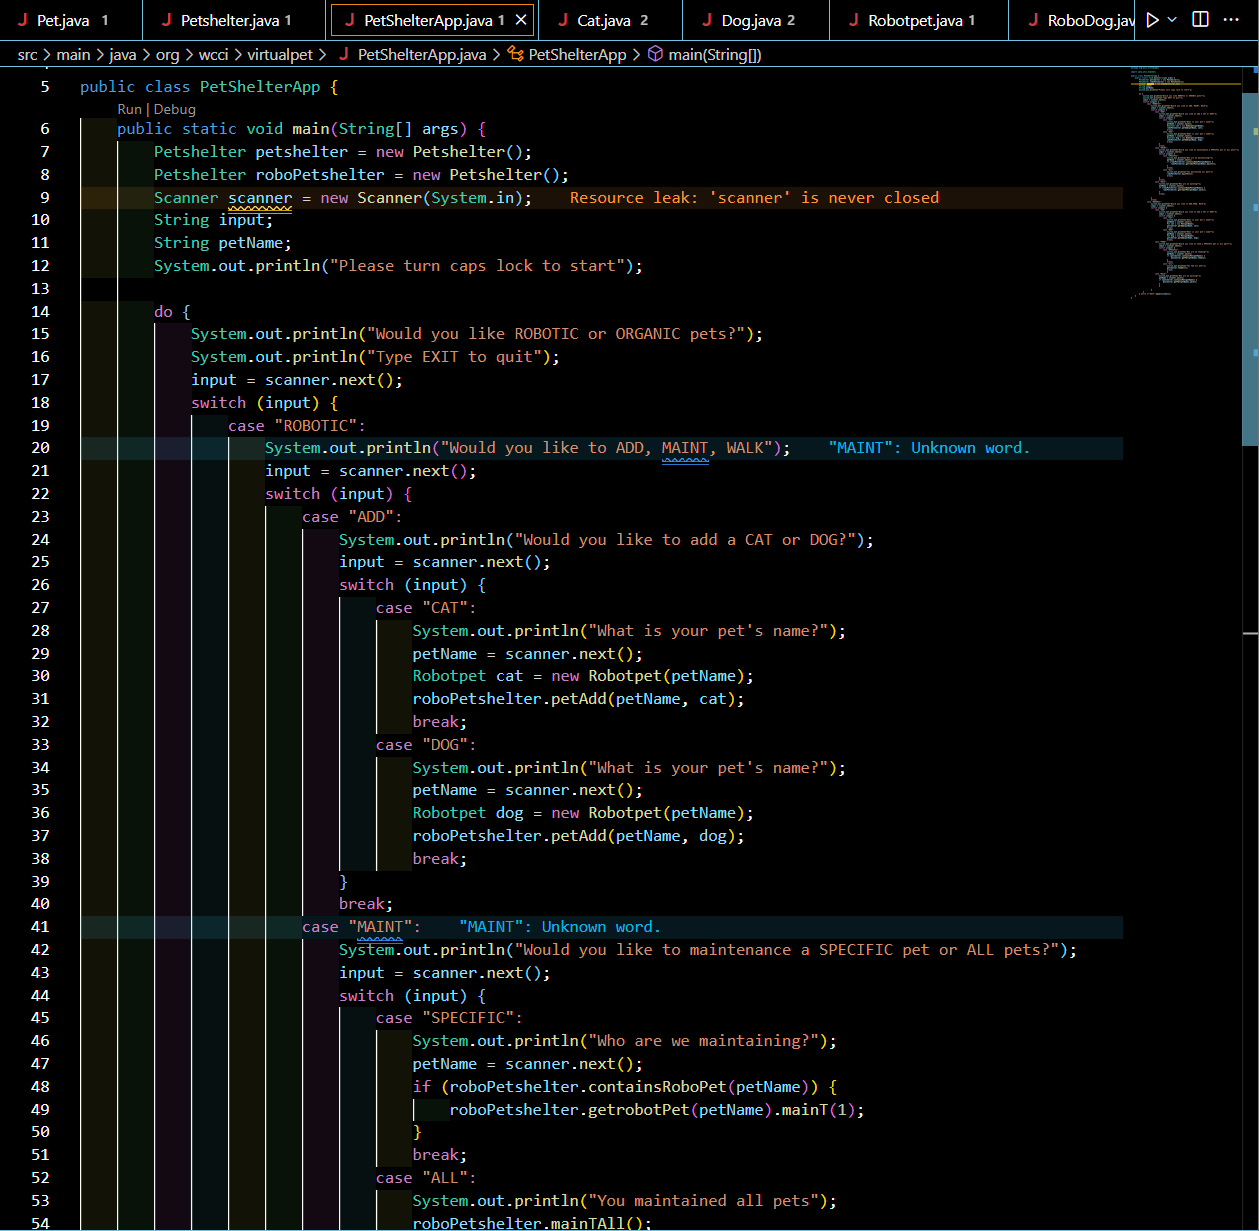 J Pet.java 1 J Petshelter.java 1 J PetShelterApp.java 1 × J Cat.java 2 J Dog.java 2 J Robotpet.java 1 J RoboDog.jav
src > main > java > org > wcci > virtualpet > J PetShelterApp.java > PetShelterApp > main(String[])
5 public class PetShelterApp {
Run | Debug
6 public static void main(String[] args) {
7 Petshelter petshelter = new Petshelter();
8 Petshelter roboPetshelter = new Petshelter();
9 Scanner scanner = new Scanner(System.in); Resource leak: 'scanner' is never closed
10 String input;
11 String petName;
12 System.out.println("Please turn caps lock to start");
13
14 do {
15 System.out.println("Would you like ROBOTIC or ORGANIC pets?");
16 System.out.println("Type EXIT to quit");
17 input = scanner.next();
18 switch (input) {
19 case "ROBOTIC":
20 System.out.println("Would you like to ADD, MAINT, WALK"); "MAINT": Unknown word.
21 input = scanner.next();
22 switch (input) {
23 case "ADD":
24 System.out.println("Would you like to add a CAT or DOG?");
25 input = scanner.next();
26 switch (input) {
27 case "CAT":
28 System.out.println("What is your pet's name?");
29 petName = scanner.next();
30 Robotpet cat = new Robotpet(petName);
31 roboPetshelter.petAdd(petName, cat);
32 break;
33 case "DOG":
34 System.out.println("What is your pet's name?");
35 petName = scanner.next();
36 Robotpet dog = new Robotpet(petName);
37 roboPetshelter.petAdd(petName, dog);
38 break;
39 }
40 break;
41 case "MAINT": "MAINT": Unknown word.
42 System.out.println("Would you like to maintenance a SPECIFIC pet or ALL pets?");
43 input = scanner.next();
44 switch (input) {
45 case "SPECIFIC":
46 System.out.println("Who are we maintaining?");
47 petName = scanner.next();
48 if (roboPetshelter.containsRoboPet(petName)) {
49 roboPetshelter.getrobotPet(petName).mainT(1);
50 }
51 break;
52 case "ALL":
53 System.out.println("You maintained all pets");
54 roboPetshelter.mainTAll();